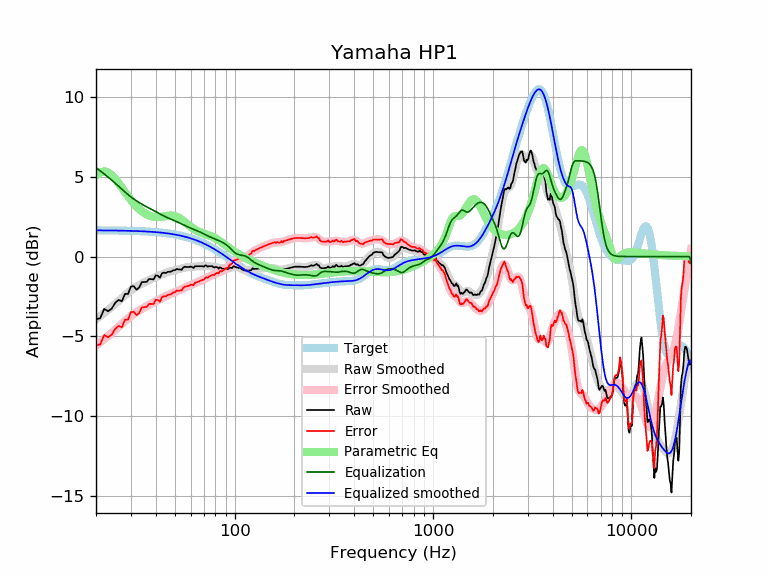 Yamaha HP1
Amplitude (dBr)
10
5
0
−5
−10
−15
Target
Raw Smoothed
Error Smoothed
Raw
Error
Parametric Eq
Equalization
Equalized smoothed
100 1000 10000
Frequency (Hz)